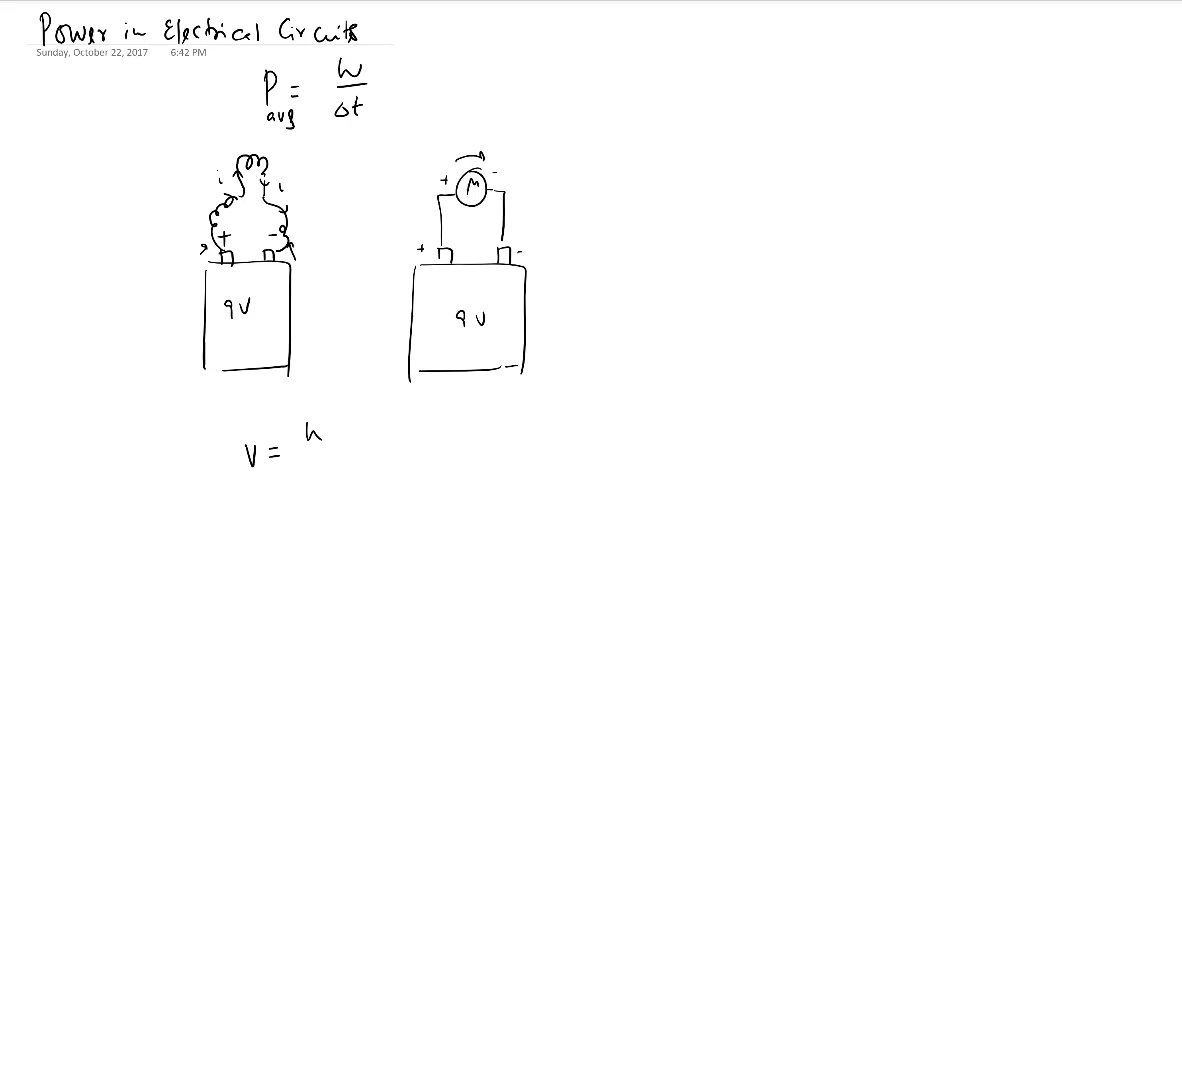 Power in Electrical Circuits
Sunday, October 22, 2017 6:42 PM
P avg = W / Δt
i i
+ M -
+ -
+ -
9V
9V
V =